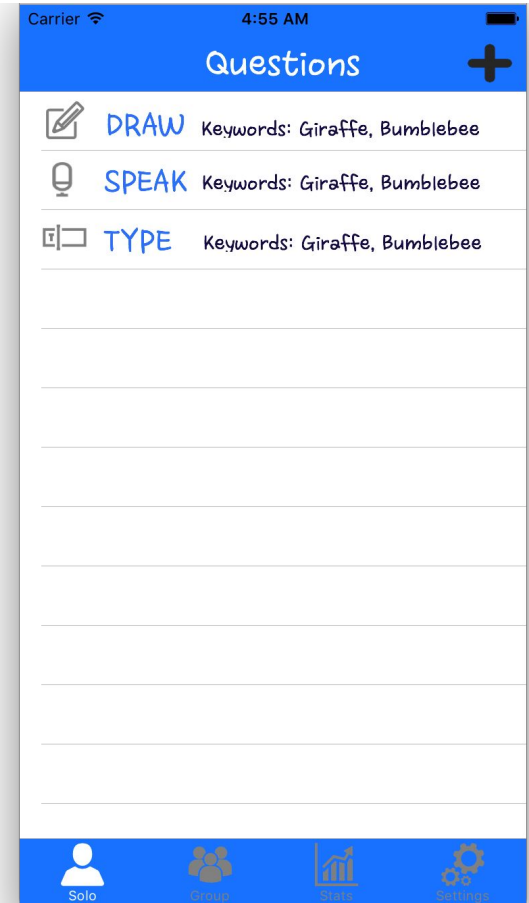 Carrier 4:55 AM
Questions
DRAW Keywords: Giraffe, Bumblebee
SPEAK Keywords: Giraffe, Bumblebee
TYPE Keywords: Giraffe, Bumblebee
Solo Group Stats Settings